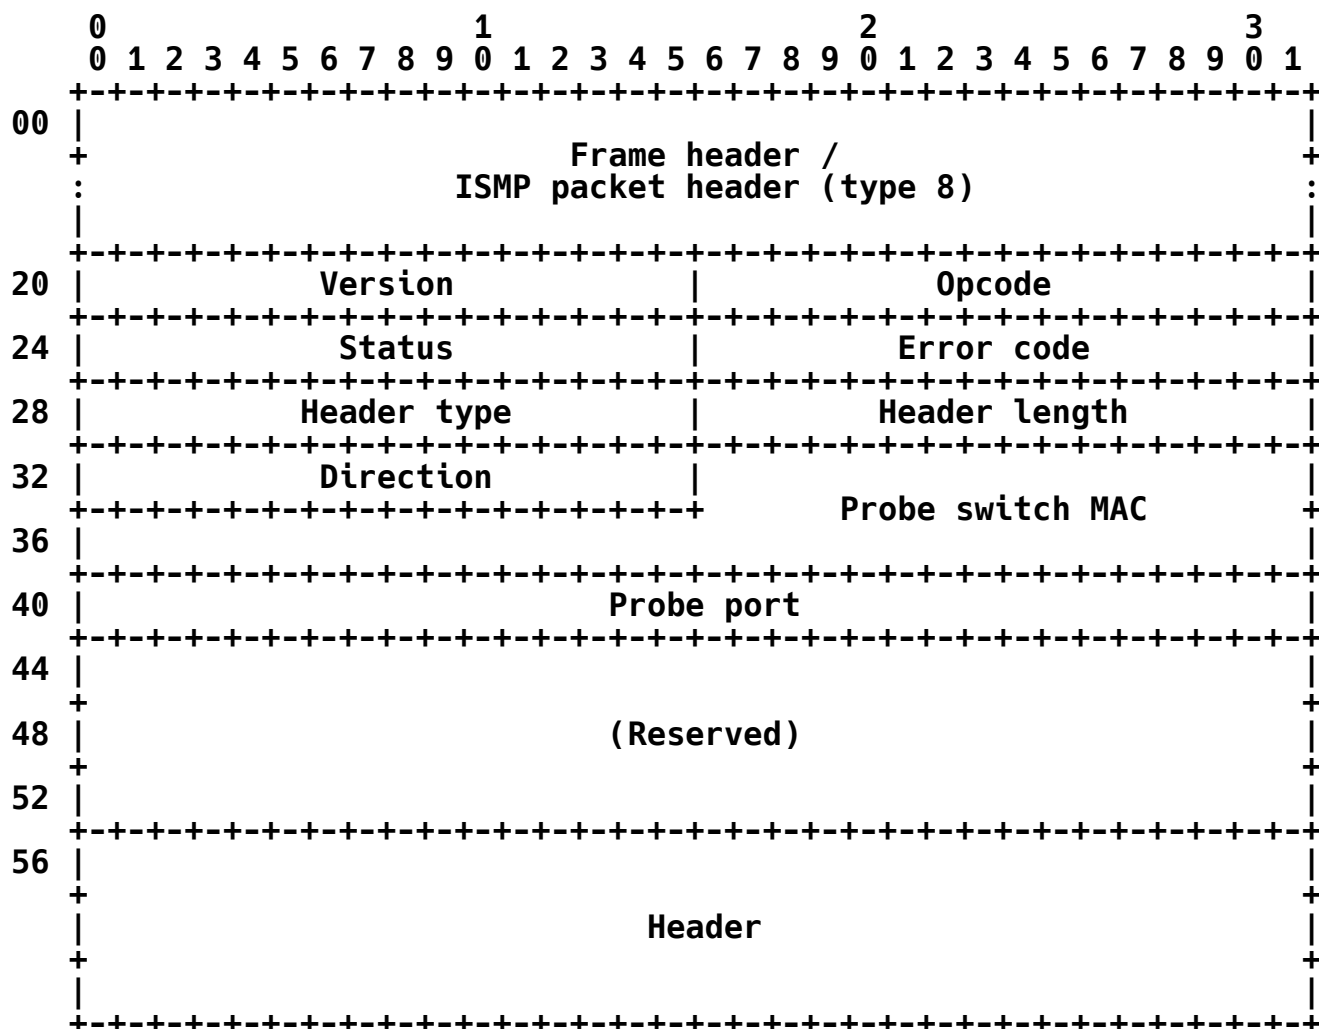 0                   1                   2                   3
    0 1 2 3 4 5 6 7 8 9 0 1 2 3 4 5 6 7 8 9 0 1 2 3 4 5 6 7 8 9 0 1
   +-+-+-+-+-+-+-+-+-+-+-+-+-+-+-+-+-+-+-+-+-+-+-+-+-+-+-+-+-+-+-+-+
00 |                                                               |
   +                         Frame header /                        +
   :                   ISMP packet header (type 8)                 :
   |                                                               |
   +-+-+-+-+-+-+-+-+-+-+-+-+-+-+-+-+-+-+-+-+-+-+-+-+-+-+-+-+-+-+-+-+
20 |            Version            |            Opcode             |
   +-+-+-+-+-+-+-+-+-+-+-+-+-+-+-+-+-+-+-+-+-+-+-+-+-+-+-+-+-+-+-+-+
24 |             Status            |          Error code           |
   +-+-+-+-+-+-+-+-+-+-+-+-+-+-+-+-+-+-+-+-+-+-+-+-+-+-+-+-+-+-+-+-+
28 |           Header type         |         Header length         |
   +-+-+-+-+-+-+-+-+-+-+-+-+-+-+-+-+-+-+-+-+-+-+-+-+-+-+-+-+-+-+-+-+
32 |            Direction          |                               |
   +-+-+-+-+-+-+-+-+-+-+-+-+-+-+-+-+       Probe switch MAC        +
36 |                                                               |
   +-+-+-+-+-+-+-+-+-+-+-+-+-+-+-+-+-+-+-+-+-+-+-+-+-+-+-+-+-+-+-+-+
40 |                           Probe port                          |
   +-+-+-+-+-+-+-+-+-+-+-+-+-+-+-+-+-+-+-+-+-+-+-+-+-+-+-+-+-+-+-+-+
44 |                                                               |
   +                                                               +
48 |                           (Reserved)                          |
   +                                                               +
52 |                                                               |
   +-+-+-+-+-+-+-+-+-+-+-+-+-+-+-+-+-+-+-+-+-+-+-+-+-+-+-+-+-+-+-+-+
56 |                                                               |
   +                                                               +
   |                             Header                            |
   +                                                               +
   |                                                               |
   +-+-+-+-+-+-+-+-+-+-+-+-+-+-+-+-+-+-+-+-+-+-+-+-+-+-+-+-+-+-+-+-+